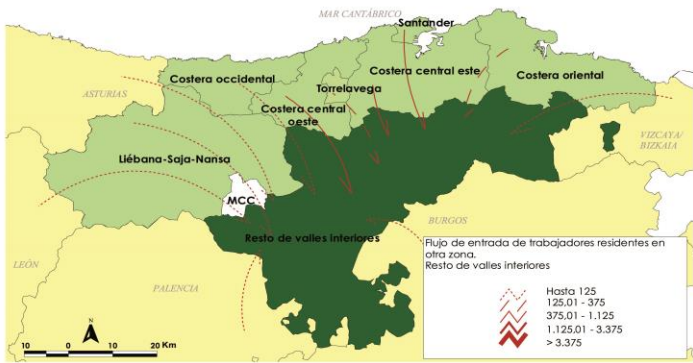 MAR CANTÁBRICO
Santander
Costera occidental
Costera central este
Costera oriental
Torrelavega
ASTURIAS
Costera central
oeste
VIZCAYA/
BIZKAIA
Liébana-Saja-Nansa
MCC
BURGOS
Resto de valles interiores
LEÓN
PALENCIA
Flujo de entrada de trabajadores residentes en
otra zona.
Resto de valles interiores
Hasta 125
125,01 - 375
375,01 - 1.125
1.125,01 - 3.375
> 3.375
N
10 0 10 20 Km